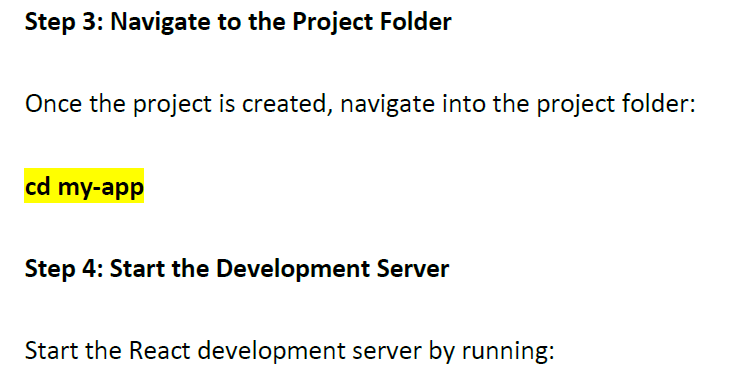 Step 3: Navigate to the Project Folder
Once the project is created, navigate into the project folder:
cd my-app
Step 4: Start the Development Server
Start the React development server by running: